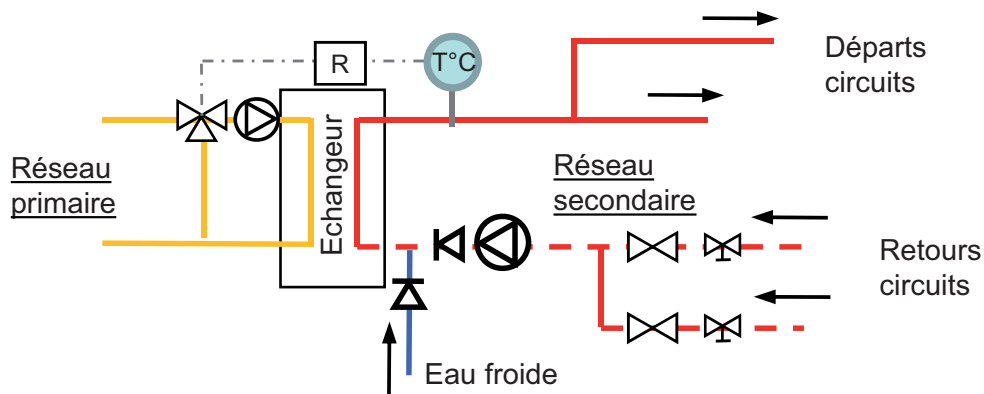 R
T°C
Départs
circuits
Echangeur
Réseau
primaire
Réseau
secondaire
Retours
circuits
Eau froide